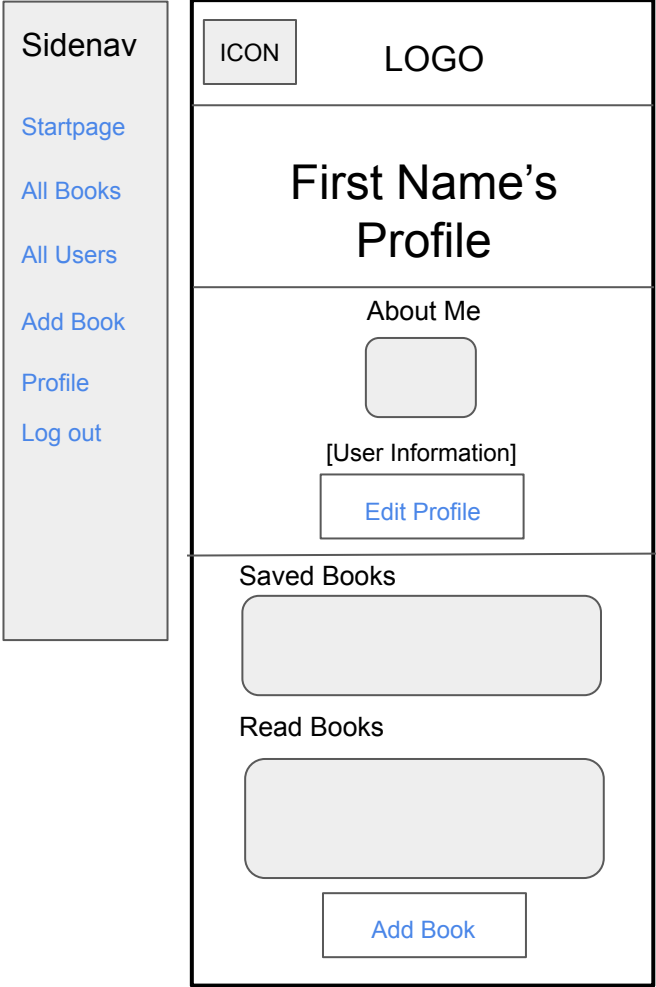 Sidenav
Startpage
All Books
All Users
Add Book
Profile
Log out
ICON
LOGO
First Name’s
Profile
About Me
[User Information]
Edit Profile
Saved Books
Read Books
Add Book